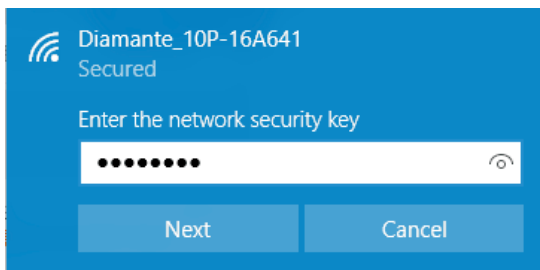 Diamante_10P-16A641
Secured
Enter the network security key
••••••••
Next Cancel